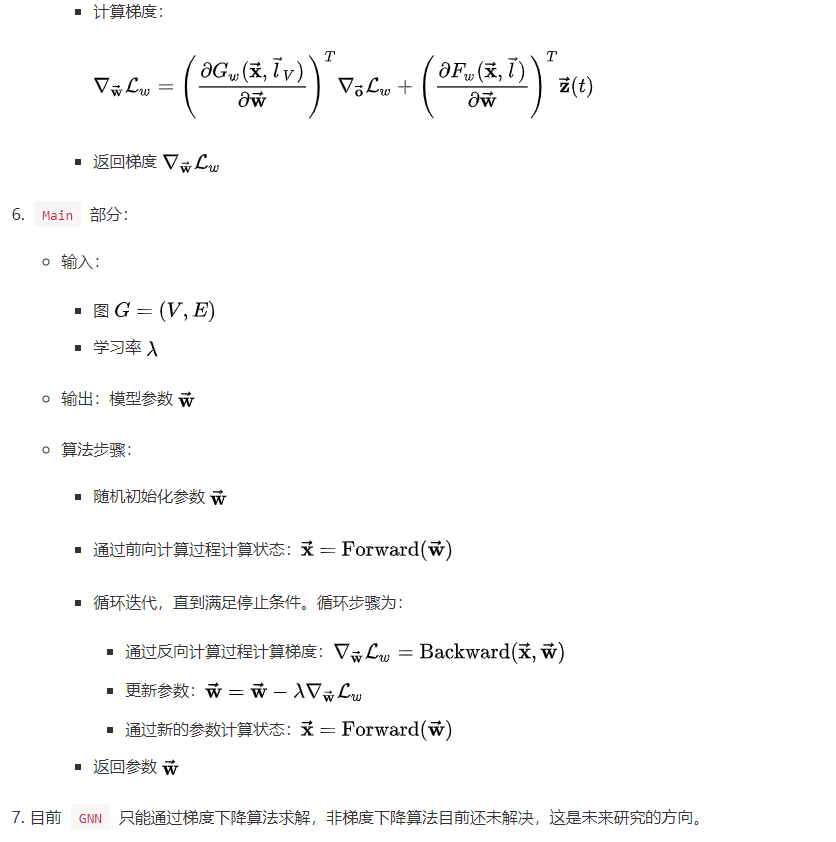 ▪ 计算梯度：
$\nabla_{\vec{\mathbf{w}}}\mathcal{L}_w = \left(\frac{\partial G_w(\vec{\mathbf{x}}, \vec{l}_V)}{\partial \vec{\mathbf{w}}}\right)^T \nabla_{\vec{\mathbf{o}}}\mathcal{L}_w + \left(\frac{\partial F_w(\vec{\mathbf{x}}, \vec{l})}{\partial \vec{\mathbf{w}}}\right)^T \vec{\mathbf{z}}(t)$
▪ 返回梯度 $\nabla_{\vec{\mathbf{w}}}\mathcal{L}_w$
6. Main 部分：
○ 输入：
▪ 图 $G = (V, E)$
▪ 学习率 $\lambda$
○ 输出：模型参数 $\vec{\mathbf{w}}$
○ 算法步骤：
▪ 随机初始化参数 $\vec{\mathbf{w}}$
▪ 通过前向计算过程计算状态：$\vec{\mathbf{x}} = \text{Forward}(\vec{\mathbf{w}})$
▪ 循环迭代，直到满足停止条件。循环步骤为：
▪ 通过反向计算过程计算梯度：$\nabla_{\vec{\mathbf{w}}}\mathcal{L}_w = \text{Backward}(\vec{\mathbf{x}}, \vec{\mathbf{w}})$
▪ 更新参数：$\vec{\mathbf{w}} = \vec{\mathbf{w}} - \lambda\nabla_{\vec{\mathbf{w}}}\mathcal{L}_w$
▪ 通过新的参数计算状态：$\vec{\mathbf{x}} = \text{Forward}(\vec{\mathbf{w}})$
▪ 返回参数 $\vec{\mathbf{w}}$
7. 目前 GNN 只能通过梯度下降算法求解，非梯度下降算法目前还未解决，这是未来研究的方向。